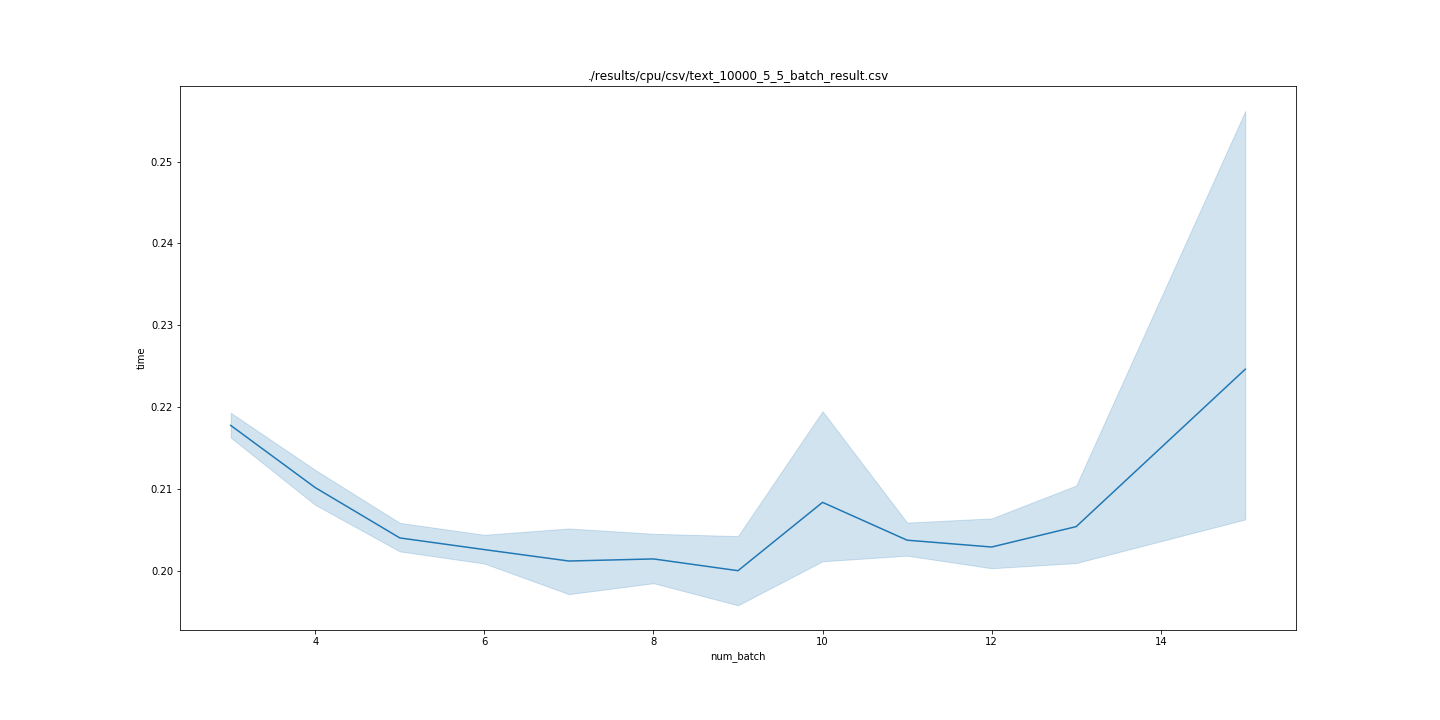 ./results/cpu/csv/text_10000_5_5_batch_result.csv
0.25
0.24
0.23
0.22
0.21
0.20
time
4 6 8 10 12 14
num_batch